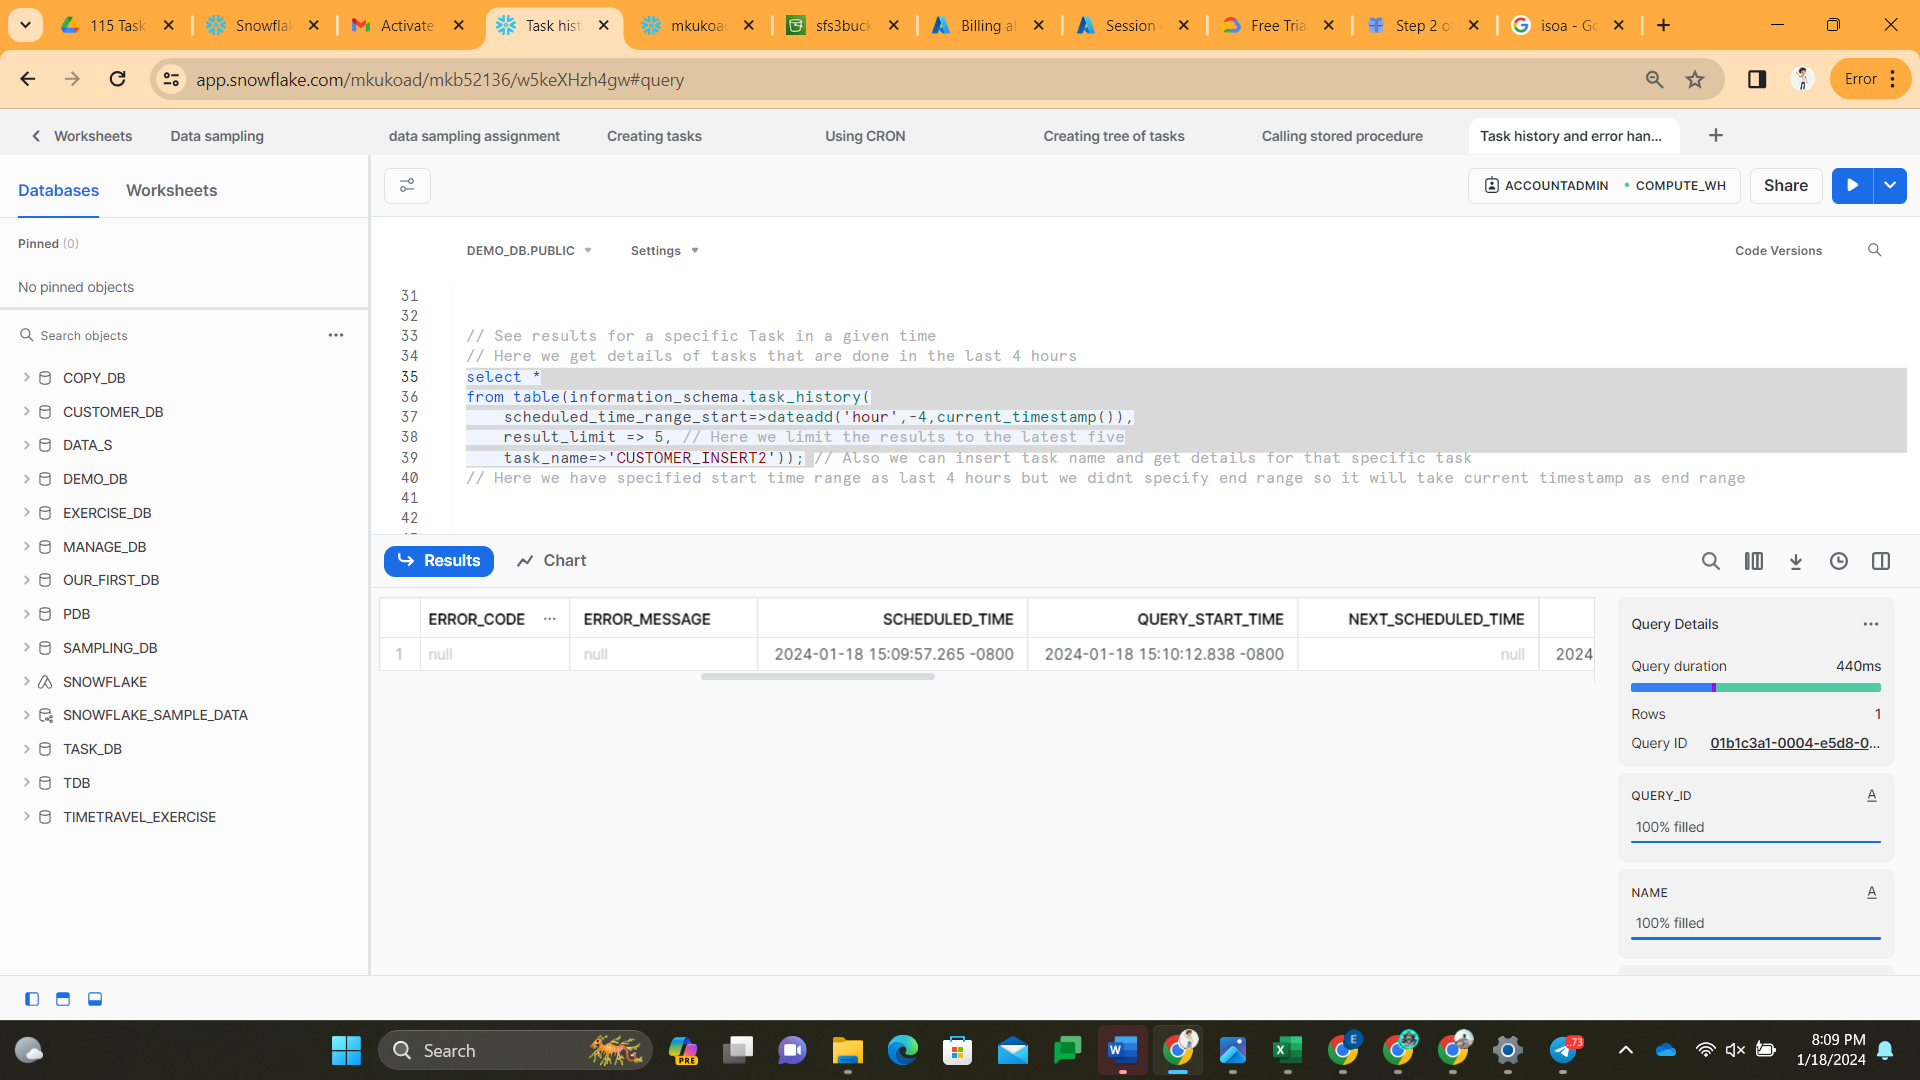 115 Task
Snowflak
Activate
Task hist
mkukoad
sfs3buck
Billing al
Session
Free Tria
Step 2 o
isoa - Go
app.snowflake.com/mkukoad/mkb52136/w5keXHzh4gw#query
Error
Worksheets
Data sampling
data sampling assignment
Creating tasks
Using CRON
Creating tree of tasks
Calling stored procedure
Task history and error han...
Databases
Worksheets
ACCOUNTADMIN
COMPUTE_WH
Share
Pinned (0)
No pinned objects
DEMO_DB.PUBLIC
Settings
Code Versions
Search objects
COPY_DB
CUSTOMER_DB
DATA_S
DEMO_DB
EXERCISE_DB
MANAGE_DB
OUR_FIRST_DB
PDB
SAMPLING_DB
SNOWFLAKE
SNOWFLAKE_SAMPLE_DATA
TASK_DB
TDB
TIMETRAVEL_EXERCISE
31
32
33 // See results for a specific Task in a given time
34 // Here we get details of tasks that are done in the last 4 hours
35 select *
36 from table(information_schema.task_history(
37 scheduled_time_range_start=>dateadd('hour',-4,current_timestamp()),
38 result_limit => 5, // Here we limit the results to the latest five
39 task_name=>'CUSTOMER_INSERT2')); // Also we can insert task name and get details for that specific task
40 // Here we have specified start time range as last 4 hours but we didnt specify end range so it will take current timestamp as end range
41
42
Results
Chart
ERROR_CODE ... ERROR_MESSAGE SCHEDULED_TIME QUERY_START_TIME NEXT_SCHEDULED_TIME
1 null null 2024-01-18 15:09:57.265 -0800 2024-01-18 15:10:12.838 -0800 null 2024
Query Details
Query duration 440ms
Rows 1
Query ID 01b1c3a1-0004-e5d8-0...
QUERY_ID A
100% filled
NAME A
100% filled
Search
PRE
E
73
8:09 PM
1/18/2024